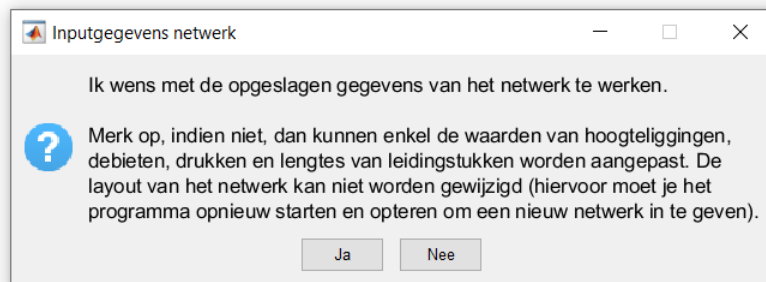 Inputgegevens netwerk
Ik wens met de opgeslagen gegevens van het netwerk te werken.
Merk op, indien niet, dan kunnen enkel de waarden van hoogteliggingen,
debieten, drukken en lengtes van leidingstukken worden aangepast. De
layout van het netwerk kan niet worden gewijzigd (hiervoor moet je het
programma opnieuw starten en opteren om een nieuw netwerk in te geven).
Ja
Nee